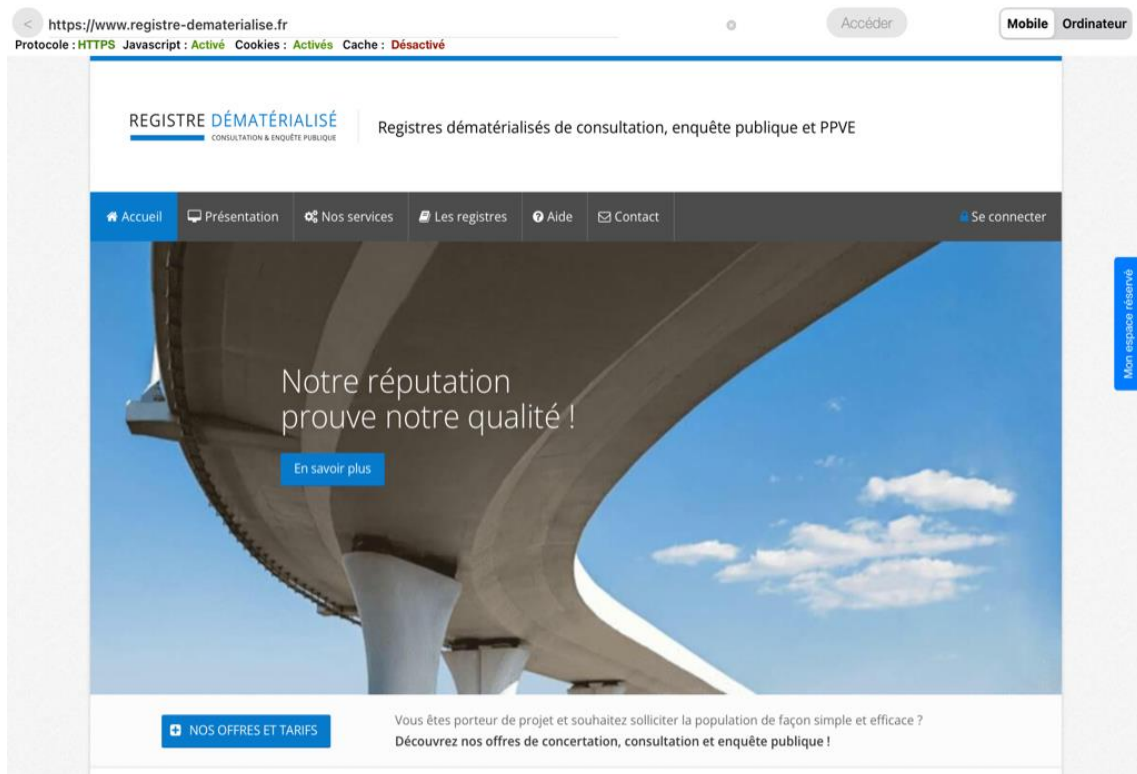 < https://www.registre-dematerialise.fr Accéder Mobile Ordinateur
Protocole : HTTPS Javascript : Activé Cookies : Activés Cache : Désactivé
REGISTRE DÉMATÉRIALISÉ
CONSULTATION & ENQUÊTE PUBLIQUE
Registres dématérialisés de consultation, enquête publique et PPVE
Accueil Présentation Nos services Les registres Aide Contact Se connecter
Mon espace réservé
Notre réputation
prouve notre qualité !
En savoir plus
NOS OFFRES ET TARIFS
Vous êtes porteur de projet et souhaitez solliciter la population de façon simple et efficace ?
Découvrez nos offres de concertation, consultation et enquête publique !